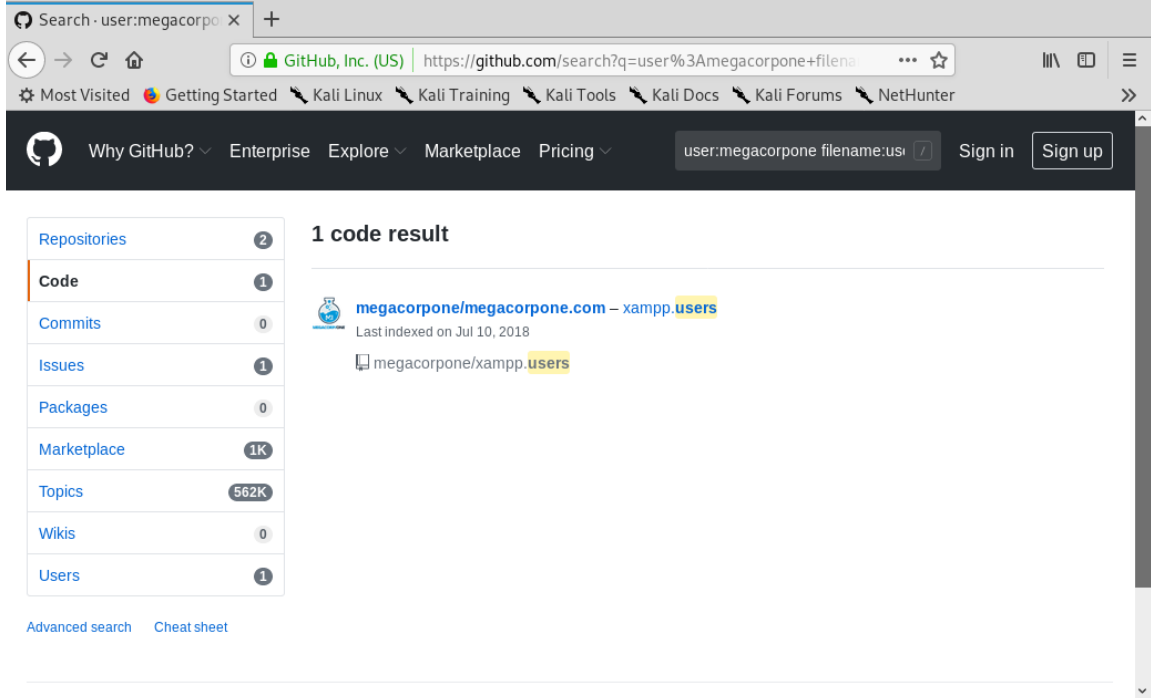 Search · user:megacorpo
GitHub, Inc. (US) https://github.com/search?q=user%3Amegacorpone+filena
Most Visited Getting Started Kali Linux Kali Training Kali Tools Kali Docs Kali Forums NetHunter
Why GitHub? Enterprise Explore Marketplace Pricing user:megacorpone filename:use / Sign in Sign up
Repositories 2
Code 1
Commits 0
Issues 1
Packages 0
Marketplace 1K
Topics 562K
Wikis 0
Users 1
Advanced search Cheat sheet
1 code result
megacorpone/megacorpone.com – xampp.users
Last indexed on Jul 10, 2018
megacorpone/xampp.users